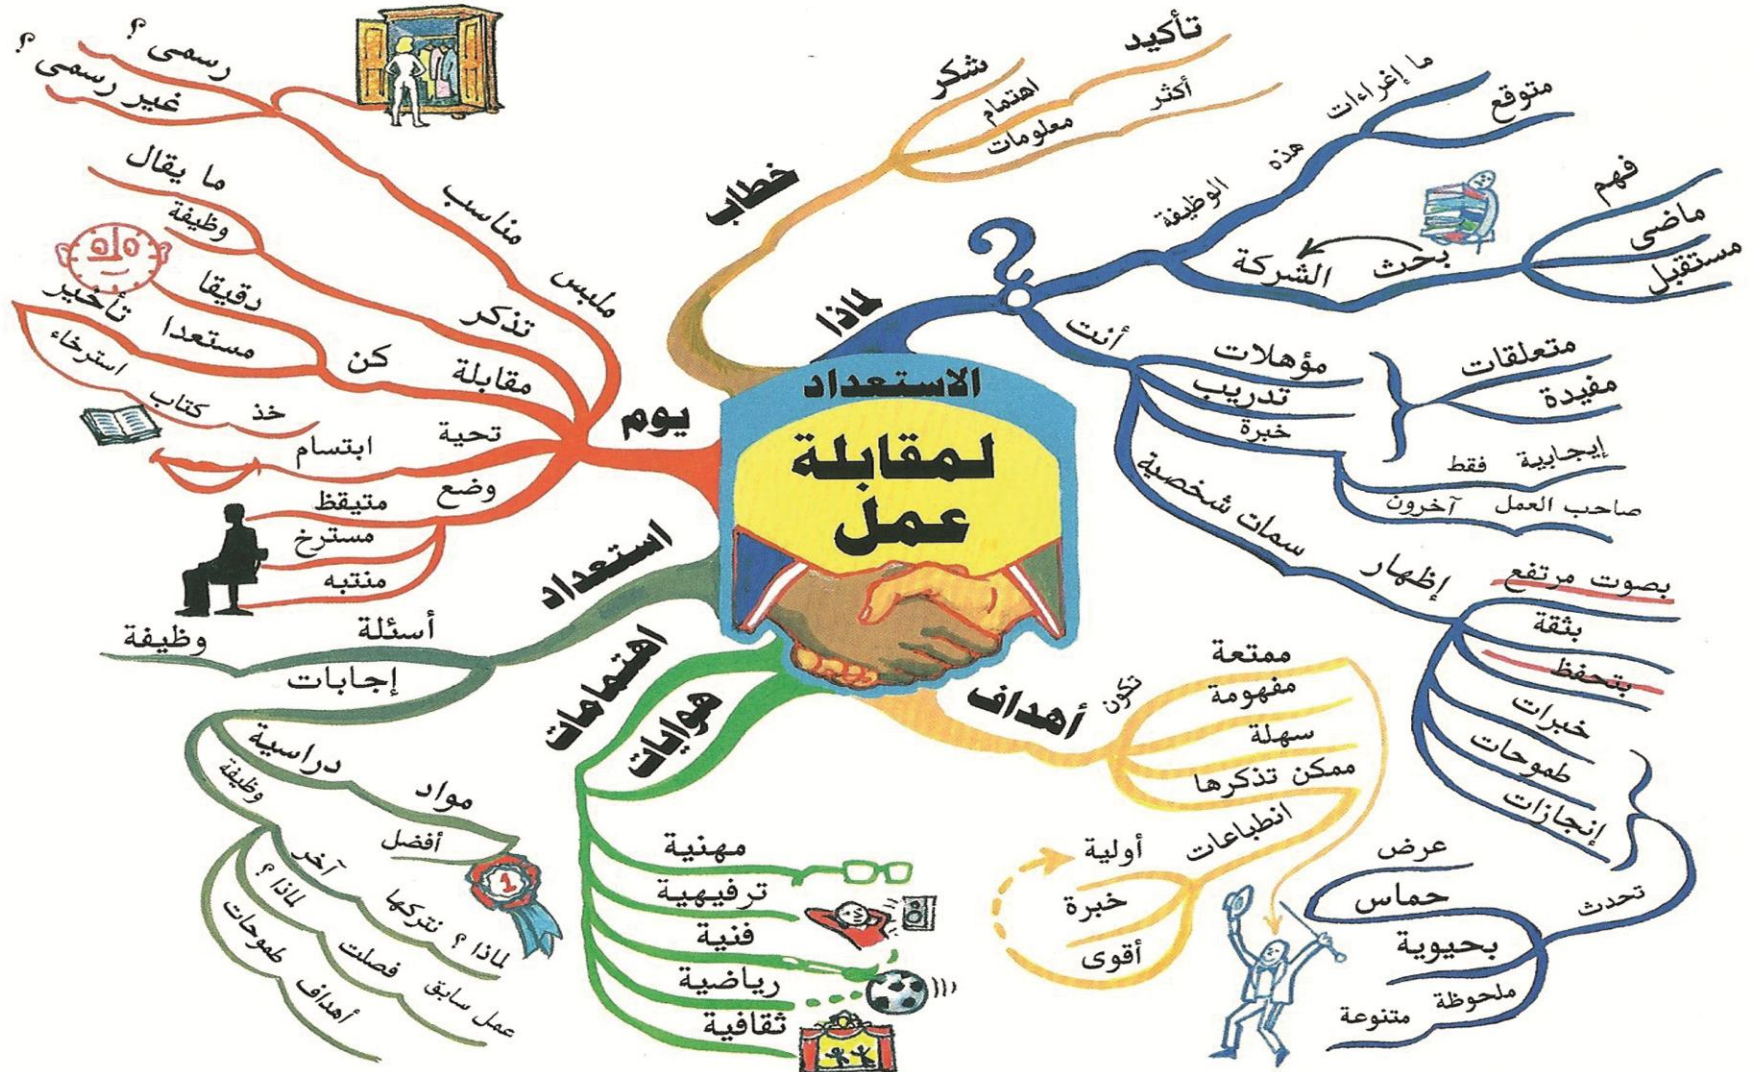 الاستعداد
لمقابلة
عمل
خطاب
شكر
تأكيد
اهتمام
معلومات
أكثر
لماذا
هذه
الوظيفة
ما إغراءات
متوقع
بحث
الشركة
فهم
ماضى
مستقبل
أنت
مؤهلات
تدريب
خبرة
متعلقات
مفيدة
إيجابية فقط
صاحب العمل آخرون
سمات شخصية
إظهار
بصوت مرتفع
بثقة
بتحفظ
خبرات
طموحات
إنجازات
تحدث
عرض
حماس
بحيوية
ملحوظة متنوعة
أهداف
تكون
ممتعة
مفهومة
سهلة
ممكن تذكرها
انطباعات
أولية
خبرة
أقوى
اهتمامات
هوايات
مهنية
ترفيهية
فنية
رياضية
ثقافية
استعداد
أسئلة
وظيفة
إجابات
دراسية
مواد
أفضل
وظيفة
آخر
نتركها
لماذا ؟
لماذا ؟
فصلت
عمل سابق
طموحات
أهداف
يوم
ملبس
مناسب
رسمى ؟
غير رسمى ؟
تذكر
ما يقال
وظيفة
مقابلة
كن
دقيقا
مستعدا
تأخير
استرخاء
خذ كتاب
تحية
ابتسام
وضع
متيقظ
مسترخ
منتبه
1